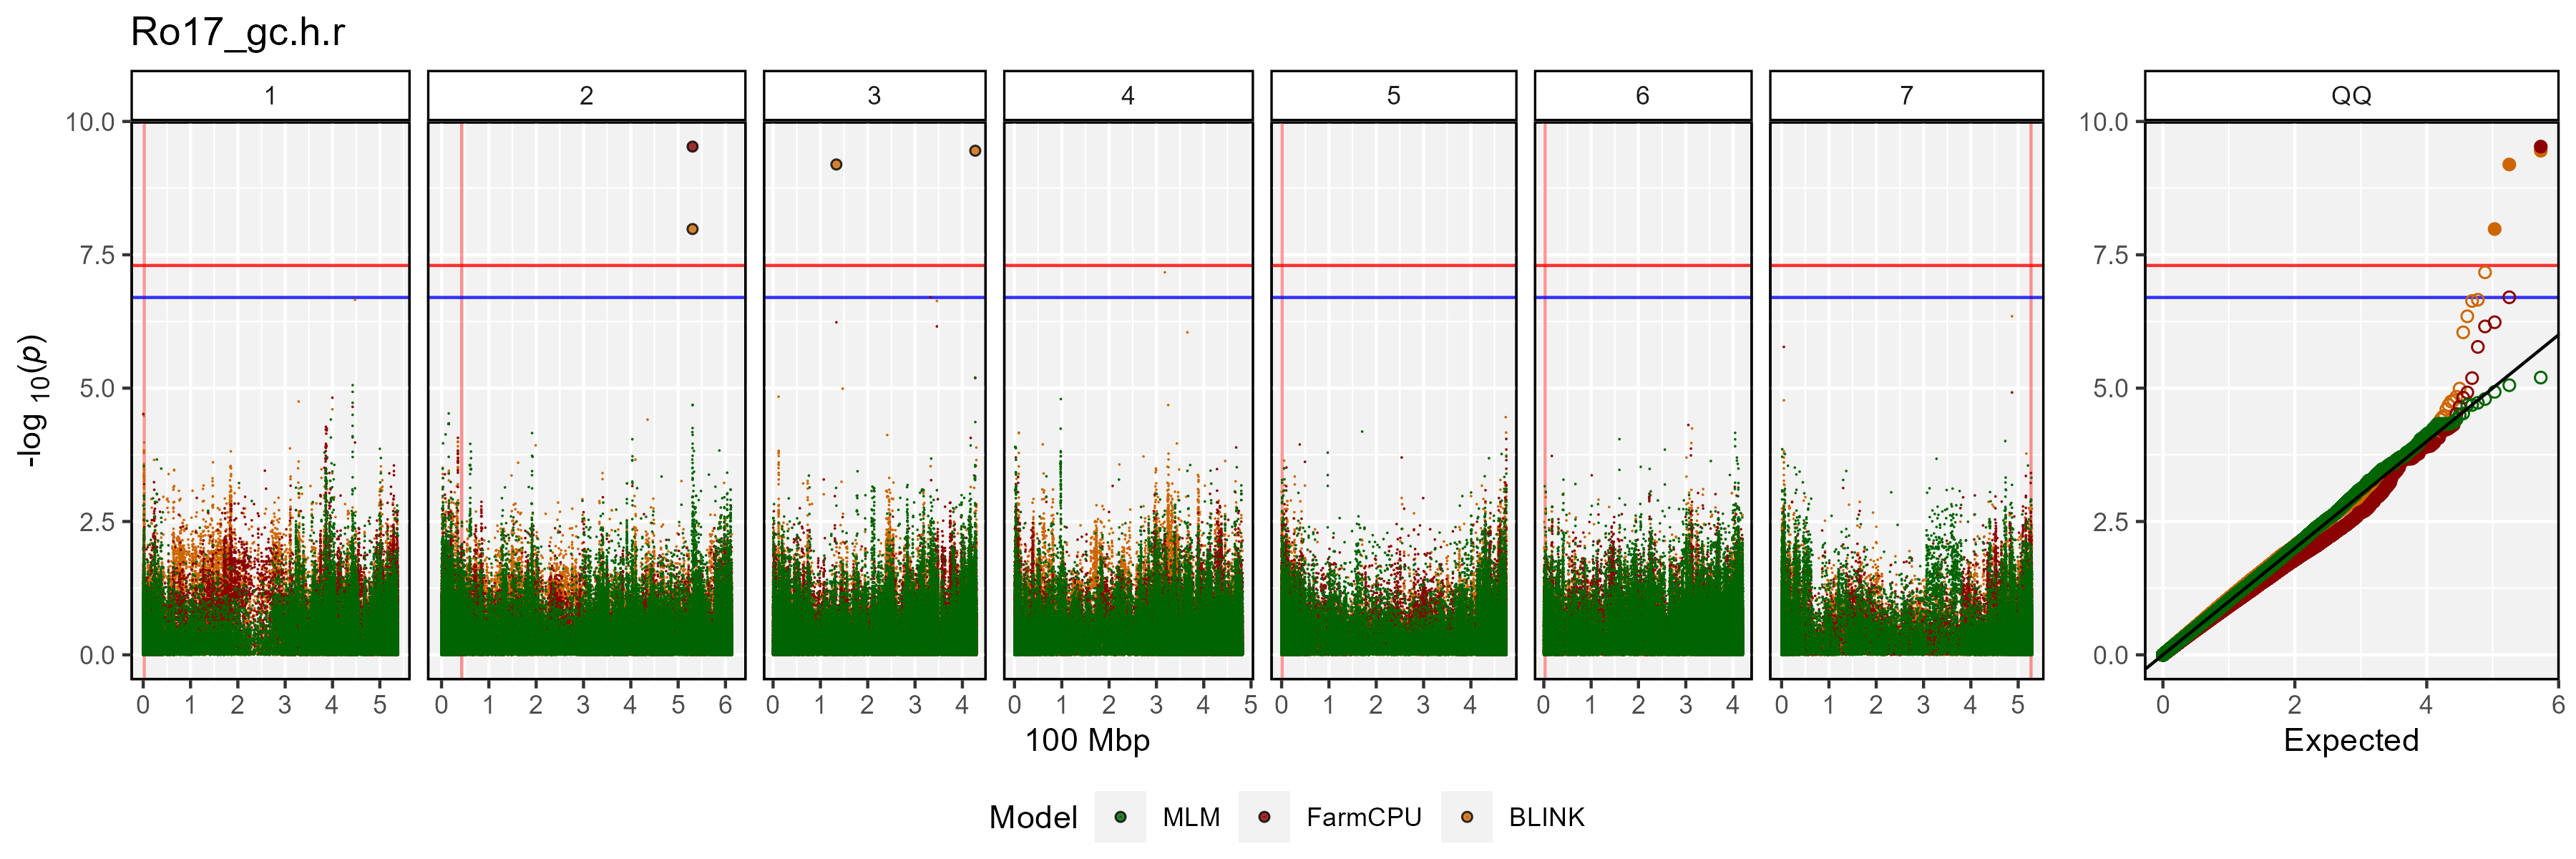 Ro17_gc.h.r
1 2 3 4 5 6 7 QQ
10.0 10.0
7.5 7.5
5.0 5.0
2.5 2.5
0.0 0.0
-log 10(p)
0 1 2 3 4 5 0 1 2 3 4 5 6 0 1 2 3 4 0 1 2 3 4 5 0 1 2 3 4 0 1 2 3 4 0 1 2 3 4 5 0 2 4 6
100 Mbp Expected
Model MLM FarmCPU BLINK